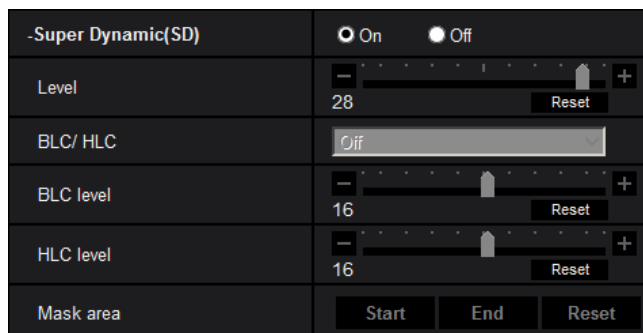 -Super Dynamic(SD) On Off
Level − +
28 Reset
BLC/ HLC Off
BLC level − +
16 Reset
HLC level − +
16 Reset
Mask area Start End Reset